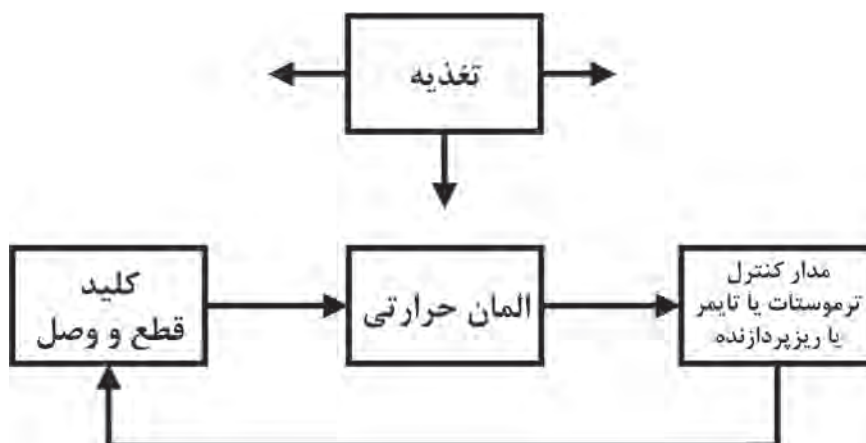 تغذیه
کلید
قطع و وصل
المان حرارتی
مدار کنترل
ترموستات یا تایمر
یا ریزپردازنده